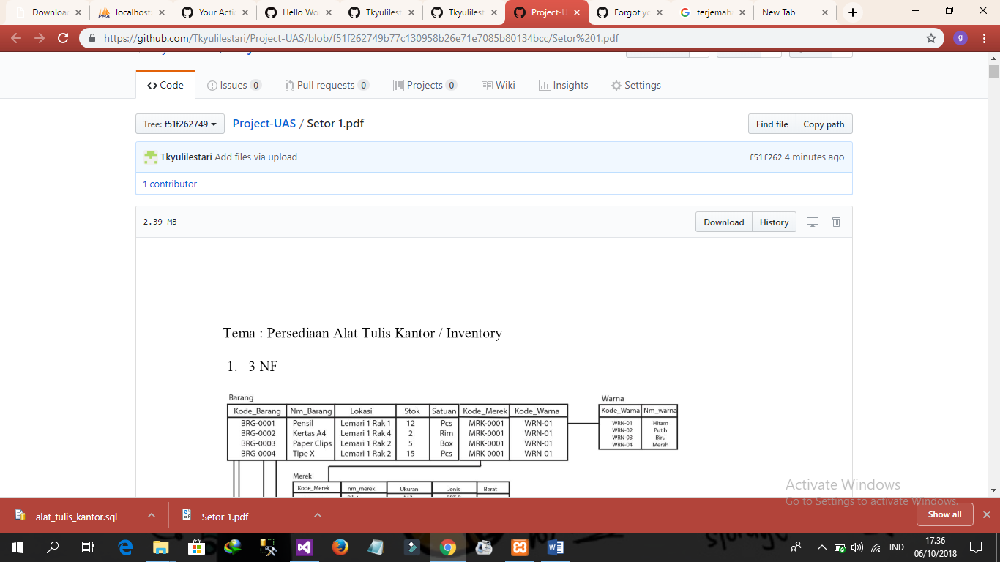 Downloac
localhost:
Your Actio
Hello Wo
Tkyulilest
Tkyulilest
Project-U
Forgot yo
terjemaha
New Tab
https://github.com/Tkyulilestari/Project-UAS/blob/f51f262749b77c130958b26e71e7085b80134bcc/Setor%201.pdf
g
Code
Issues 0
Pull requests 0
Projects 0
Wiki
Insights
Settings
Tree: f51f262749
Project-UAS / Setor 1.pdf
Find file
Copy path
Tkyulilestari Add files via upload
f51f262 4 minutes ago
1 contributor
2.39 MB
Download
History
Tema : Persediaan Alat Tulis Kantor / Inventory
1. 3 NF
Barang
Kode_Barang Nm_Barang Lokasi Stok Satuan Kode_Merek Kode_Warna
BRG-0001 Pensil Lemari 1 Rak 1 12 Pcs MRK-0001 WRN-01
BRG-0002 Kertas A4 Lemari 1 Rak 4 2 Rim MRK-0001 WRN-01
BRG-0003 Paper Clips Lemari 1 Rak 2 5 Box MRK-0001 WRN-01
BRG-0004 Tipe X Lemari 1 Rak 2 15 Pcs MRK-0001 WRN-01
Warna
Kode_Warna Nm_warna
WRN-01 Hitam
WRN-02 Putih
WRN-03 Biru
WRN-04 Merah
Merek
Kode_Merek nm_merek Ukuran Jenis Berat
Activate Windows
Go to Settings to activate Windows.
alat_tulis_kantor.sql
Setor 1.pdf
Show all
IND
17.36
06/10/2018